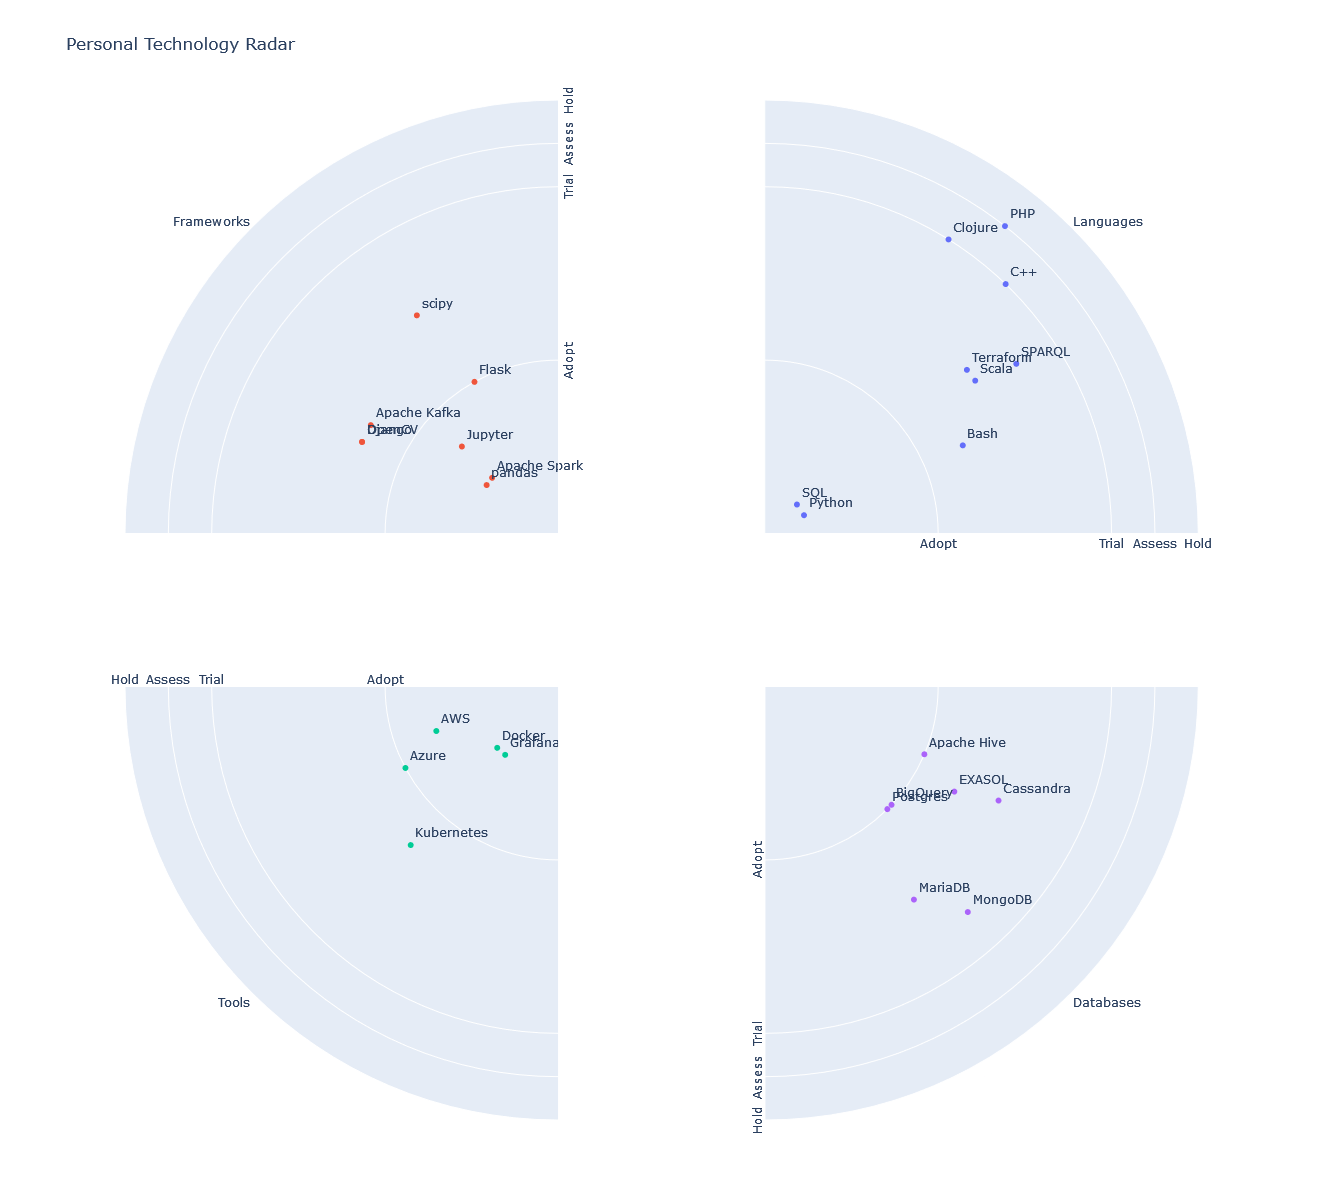 Personal Technology Radar
Frameworks
Hold
Assess
Trial
Adopt
scipy
Flask
Apache Kafka
Django
OpenCV
Jupyter
Apache Spark
pandas
Languages
PHP
Clojure
C++
SPARQL
Terraform
Scala
Bash
SQL
Python
Adopt Trial Assess Hold
Hold Assess Trial Adopt
AWS
Docker
Grafana
Azure
Kubernetes
Tools
Apache Hive
EXASOL
Cassandra
BigQuery
Postgres
MariaDB
MongoDB
Adopt
Trial
Assess
Hold
Databases